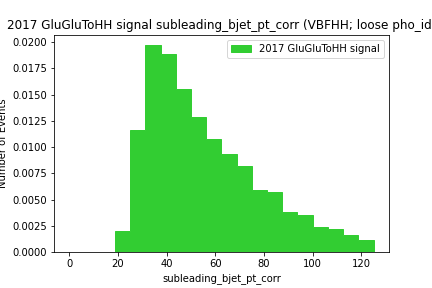 2017 GluGluToHH signal subleading_bjet_pt_corr (VBFHH; loose pho_id
2017 GluGluToHH signal
0.0200
0.0175
0.0150
0.0125
0.0100
0.0075
0.0050
0.0025
0.0000
Number of Events
0 20 40 60 80 100 120
subleading_bjet_pt_corr